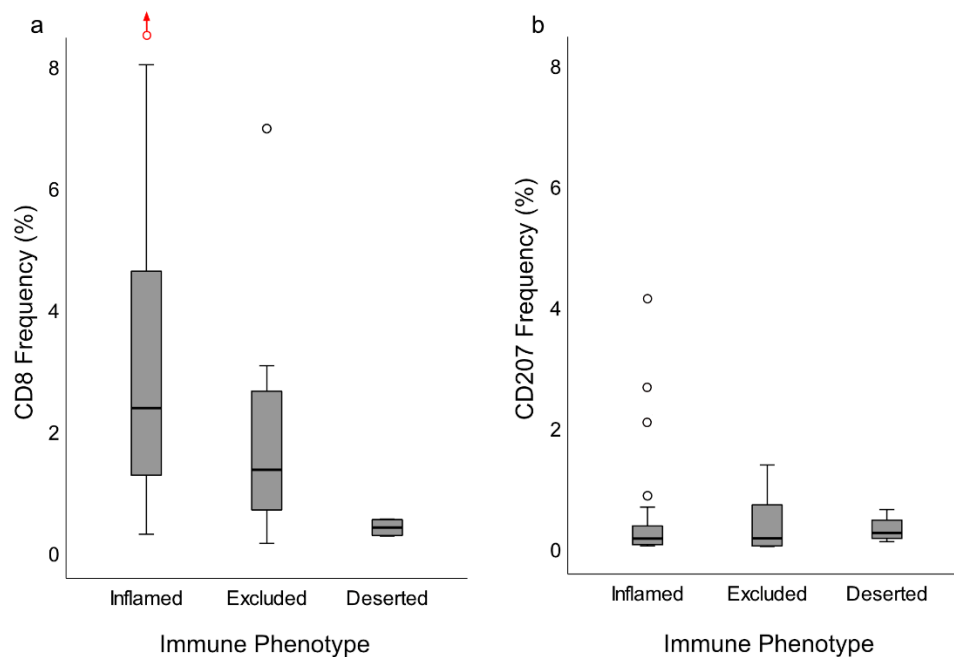 a
CD8 Frequency (%)
8
6
4
2
0
Inflamed Excluded Deserted
Immune Phenotype
b
CD207 Frequency (%)
8
6
4
2
0
Inflamed Excluded Deserted
Immune Phenotype